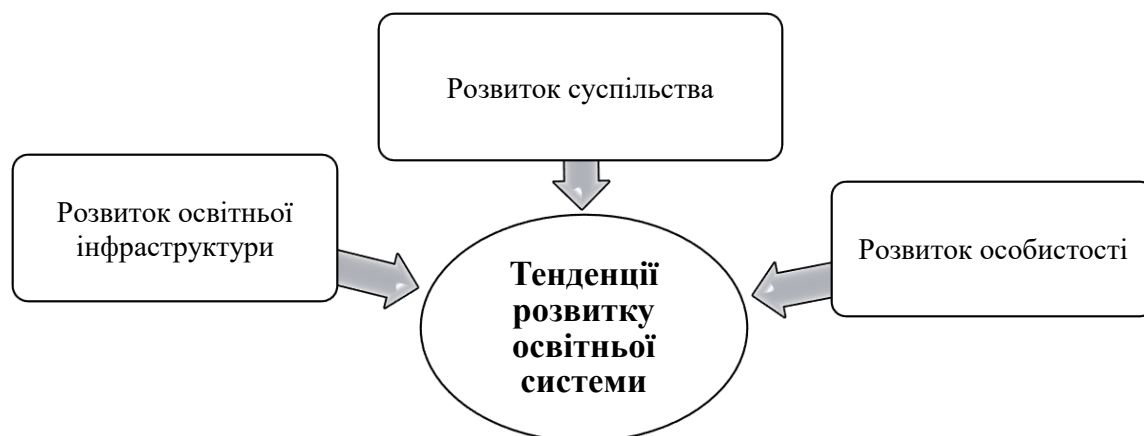 Розвиток суспільства
Розвиток освітньої
інфраструктури
Розвиток особистості
Тенденції
розвитку
освітньої
системи